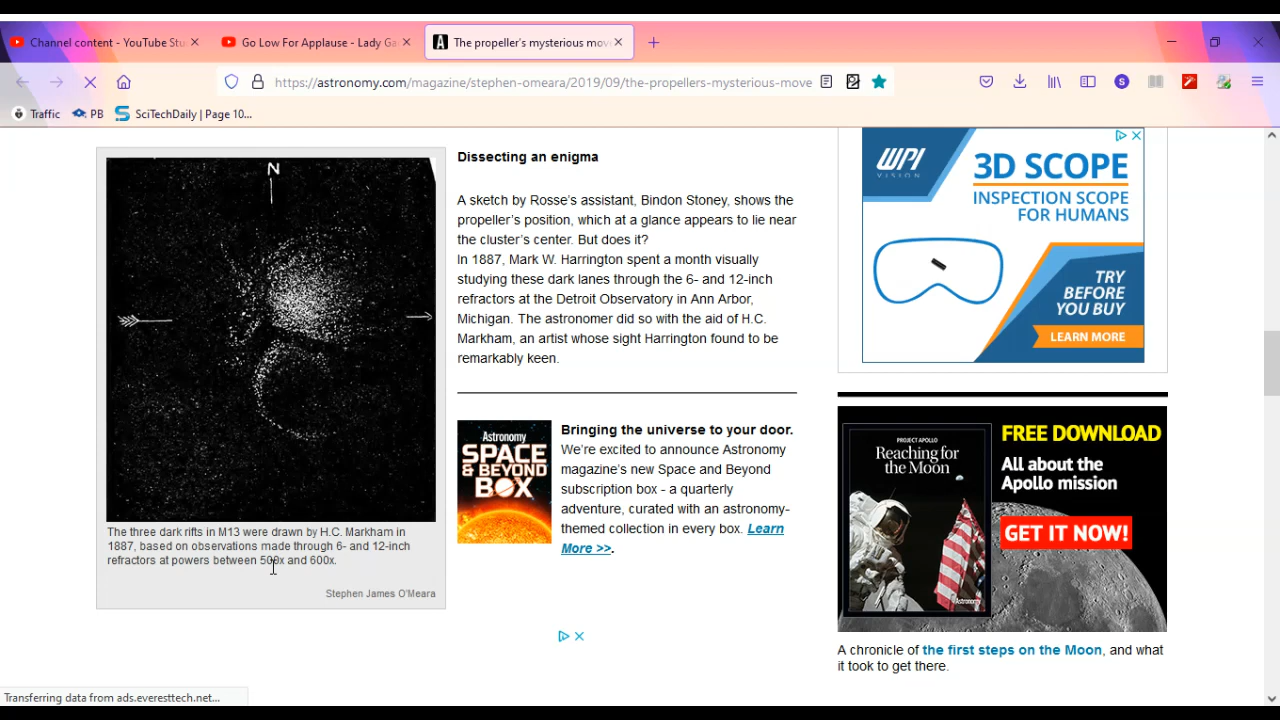 Channel content - YouTube Stu
Go Low For Applause - Lady Ga
The propeller's mysterious mov
https://astronomy.com/magazine/stephen-omeara/2019/09/the-propellers-mysterious-move
Traffic
PB
SciTechDaily | Page 10...
N
The three dark rifts in M13 were drawn by H.C. Markham in
1887, based on observations made through 6- and 12-inch
refractors at powers between 500x and 600x.
Stephen James O'Meara
Dissecting an enigma
A sketch by Rosse's assistant, Bindon Stoney, shows the
propeller's position, which at a glance appears to lie near
the cluster's center. But does it?
In 1887, Mark W. Harrington spent a month visually
studying these dark lanes through the 6- and 12-inch
refractors at the Detroit Observatory in Ann Arbor,
Michigan. The astronomer did so with the aid of H.C.
Markham, an artist whose sight Harrington found to be
remarkably keen.
Astronomy
SPACE
& BEYOND
BOX
Bringing the universe to your door.
We're excited to announce Astronomy
magazine's new Space and Beyond
subscription box - a quarterly
adventure, curated with an astronomy-
themed collection in every box. Learn
More >>.
WPI
VISION
3D SCOPE
INSPECTION SCOPE
FOR HUMANS
TRY
BEFORE
YOU BUY
LEARN MORE
PROJECT APOLLO
Reaching for
the Moon
Astronomy
FREE DOWNLOAD
All about the
Apollo mission
GET IT NOW!
A chronicle of the first steps on the Moon, and what
it took to get there.
Transferring data from ads.everesttech.net...